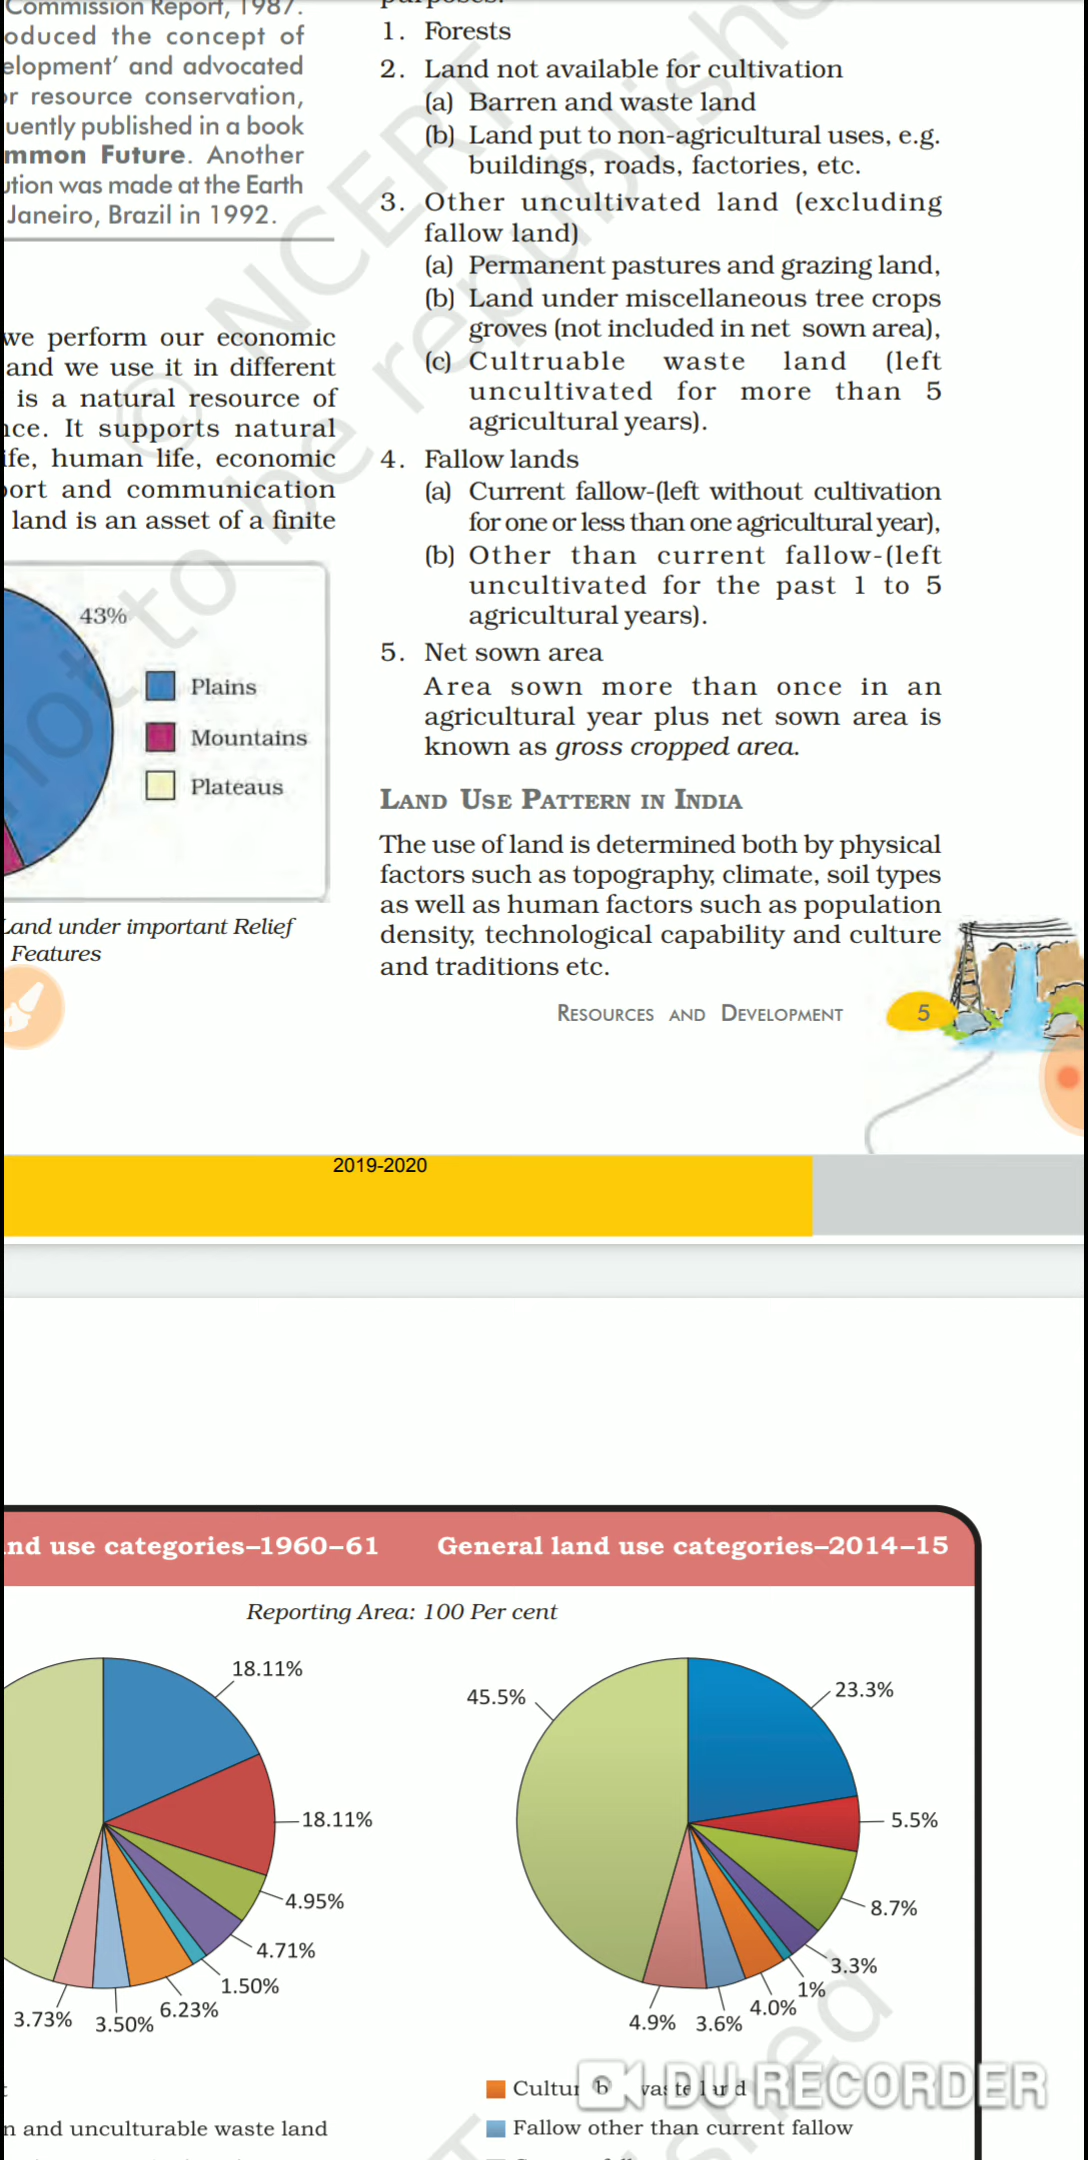 Commission Report, 1987.
oduced the concept of
elopment’ and advocated
or resource conservation,
uently published in a book
mmon Future. Another
ution was made at the Earth
Janeiro, Brazil in 1992.
we perform our economic
and we use it in different
is a natural resource of
nce. It supports natural
ife, human life, economic
port and communication
land is an asset of a finite
43%
Plains
Mountains
Plateaus
Land under important Relief
Features
purposes:
1. Forests
2. Land not available for cultivation
(a) Barren and waste land
(b) Land put to non-agricultural uses, e.g.
buildings, roads, factories, etc.
3. Other uncultivated land (excluding
fallow land)
(a) Permanent pastures and grazing land,
(b) Land under miscellaneous tree crops
groves (not included in net sown area),
(c) Cultruable waste land (left
uncultivated for more than 5
agricultural years).
4. Fallow lands
(a) Current fallow-(left without cultivation
for one or less than one agricultural year),
(b) Other than current fallow-(left
uncultivated for the past 1 to 5
agricultural years).
5. Net sown area
Area sown more than once in an
agricultural year plus net sown area is
known as gross cropped area.
LAND USE PATTERN IN INDIA
The use of land is determined both by physical
factors such as topography, climate, soil types
as well as human factors such as population
density, technological capability and culture
and traditions etc.
RESOURCES AND DEVELOPMENT 5
© NCERT
not to be republishe
2019-2020
nd use categories–1960–61
General land use categories–2014–15
Reporting Area: 100 Per cent
18.11%
18.11%
4.95%
4.71%
1.50%
6.23%
3.50%
3.73%
45.5%
23.3%
5.5%
8.7%
3.3%
1%
4.0%
3.6%
4.9%
n and unculturable waste land
waste land
Fallow other than current fallow
shed
DU RECORDER